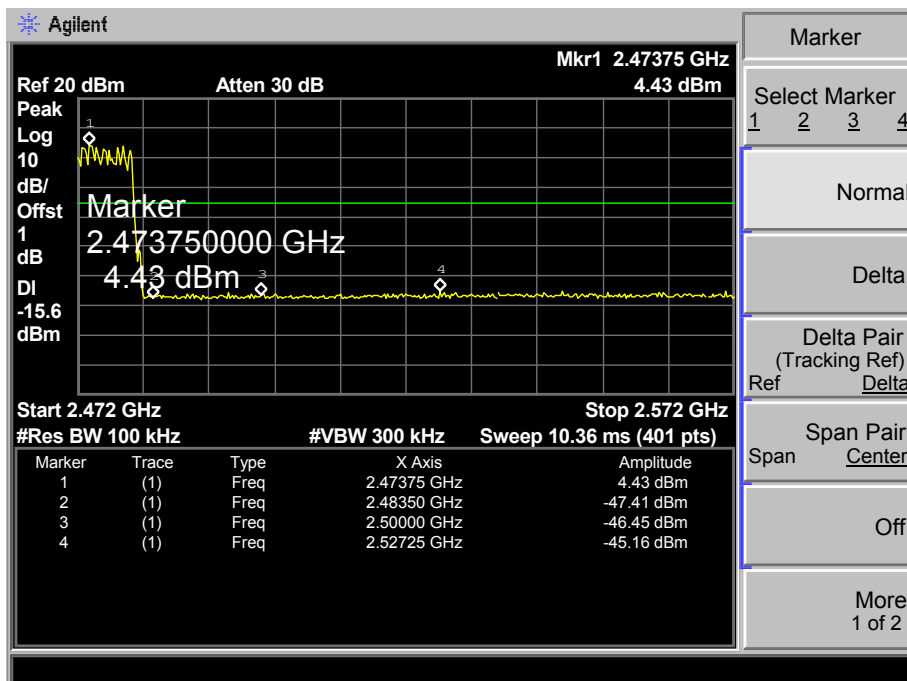 Agilent
Mkr1 2.47375 GHz
Ref 20 dBm Atten 30 dB 4.43 dBm
Peak
Log
10
dB/
Offst
1
dB
DI
-15.6
dBm
1
Marker
2.473750000 GHz
4.43 dBm
2 3 4
Start 2.472 GHz Stop 2.572 GHz
#Res BW 100 kHz #VBW 300 kHz Sweep 10.36 ms (401 pts)
Marker Trace Type X Axis Amplitude
1 (1) Freq 2.47375 GHz 4.43 dBm
2 (1) Freq 2.48350 GHz -47.41 dBm
3 (1) Freq 2.50000 GHz -46.45 dBm
4 (1) Freq 2.52725 GHz -45.16 dBm
Marker
Select Marker
1 2 3 4
Normal
Delta
Delta Pair
(Tracking Ref)
Ref Delta
Span Pair
Span Center
Off
More
1 of 2